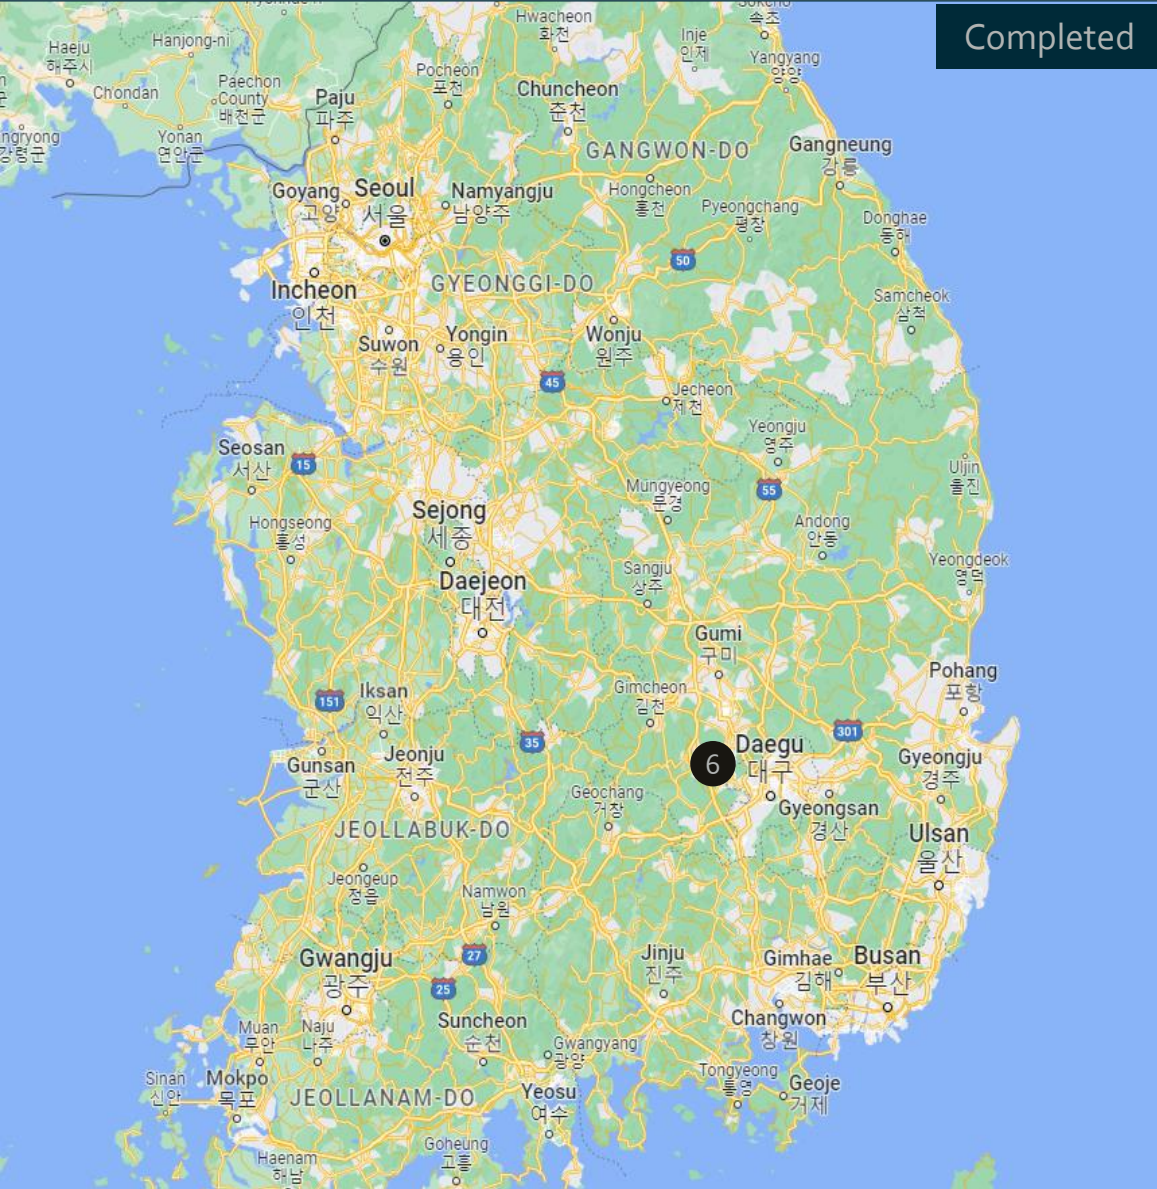 Hwacheon
화천
속초
Completed
Haeju
해주시
Hanjong-ni
Inje
인제
Yangyang
양양
Chondan
Paechon
County
배천군
Pocheon
포천
Paju
파주
Chuncheon
춘천
ngryong
강령군
Yonan
연안군
GANGWON-DO
Gangneung
강릉
Goyang
고양
Seoul
서울
Namyangju
남양주
Hongcheon
홍천
Pyeongchang
평창
Donghae
동해
50
Incheon
인천
GYEONGGI-DO
Samcheok
삼척
Suwon
수원
Yongin
용인
Wonju
원주
45
Jecheon
제천
Seosan
서산
15
Yeongju
영주
Uljin
울진
Mungyeong
문경
55
Hongseong
홍성
Sejong
세종
Andong
안동
Daejeon
대전
Sangju
상주
Yeongdeok
영덕
Gumi
구미
Pohang
포항
151
Iksan
익산
Gimcheon
김천
35
301
Gunsan
군산
Jeonju
전주
6
Daegu
대구
Gyeongju
경주
Geochang
거창
Gyeongsan
경산
JEOLLABUK-DO
Ulsan
울산
Jeongeup
정읍
Namwon
남원
Gwangju
광주
27
25
Jinju
진주
Gimhae
김해
Busan
부산
Changwon
창원
Muan
무안
Naju
나주
Suncheon
순천
Gwangyang
광양
Sinan
신안
Mokpo
목포
JEOLLANAM-DO
Yeosu
여수
Tongyeong
통영
Geoje
거제
Goheung
고흥
Haenam
해남